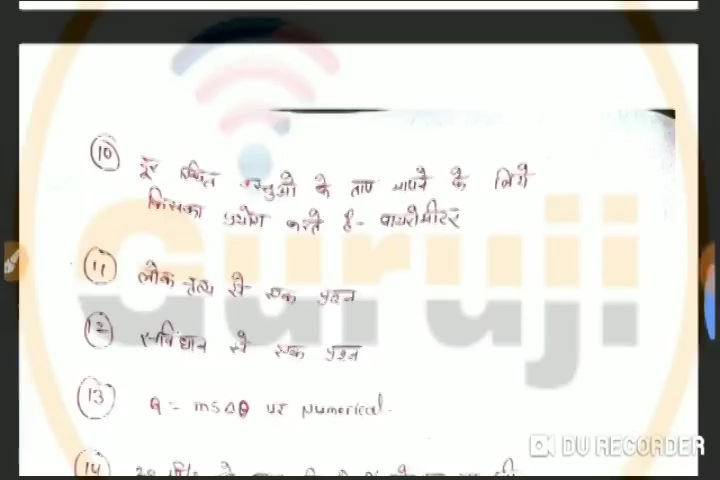 (10) दूर स्थित वस्तुओ के ताप मापने के लिये
किसका प्रयोग करते है - पायरोमीटर
(11) लोक नृत्य से एक प्रश्न
(12) संविधान से एक प्रश्न
(13) Q = msΔθ पर Numerical.
(14)
Guruji
DU RECORDER